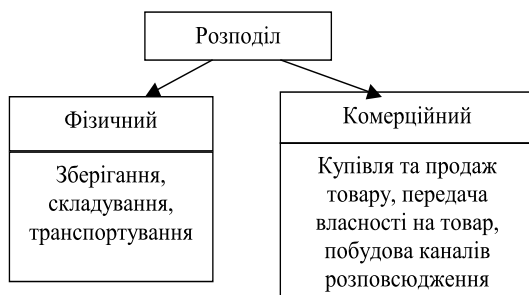 Розподіл
Фізичний
Зберігання,
складування,
транспортування
Комерційний
Купівля та продаж
товару, передача
власності на товар,
побудова каналів
розповсюдження